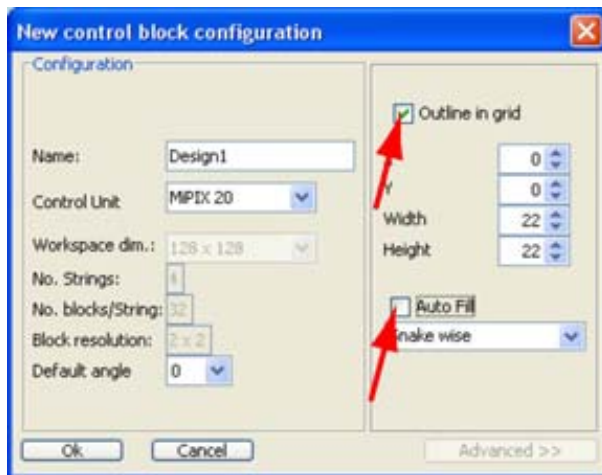 New control block configuration
Configuration
Name: Design1
Control Unit MiPIX 20
Workspace dim.: 128 x 128
No. Strings: 4
No. blocks/String: 32
Block resolution: 2 x 2
Default angle 0
Outline in grid
0
Y 0
Width 22
Height 22
Auto Fill
Snake wise
Ok Cancel Advanced >>